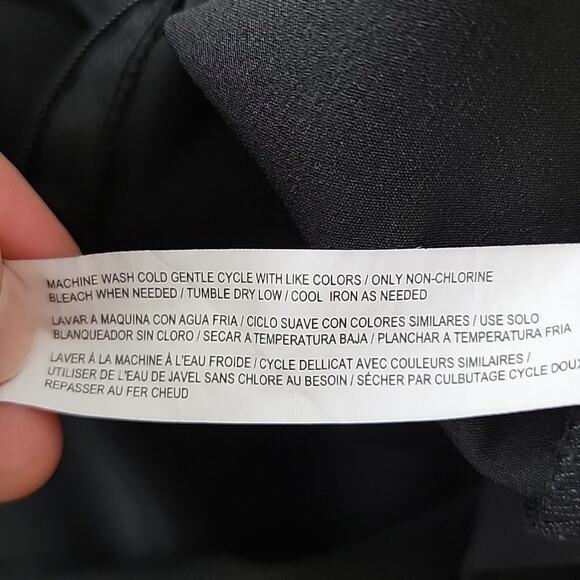 MACHINE WASH COLD GENTLE CYCLE WITH LIKE COLORS / ONLY NON-CHLORINE
BLEACH WHEN NEEDED / TUMBLE DRY LOW / COOL IRON AS NEEDED
LAVAR A MAQUINA CON AGUA FRIA / CICLO SUAVE CON COLORES SIMILARES / USE SOLO
BLANQUEADOR SIN CLORO / SECAR A TEMPERATURA BAJA / PLANCHAR A TEMPERATURA FRIA
LAVER À LA MACHINE À L'EAU FROIDE / CYCLE DELLICAT AVEC COULEURS SIMILAIRES /
UTILISER DE L'EAU DE JAVEL SANS CHLORE AU BESOIN / SÉCHER PAR CULBUTAGE CYCLE DOUX
REPASSER AU FER CHEUD